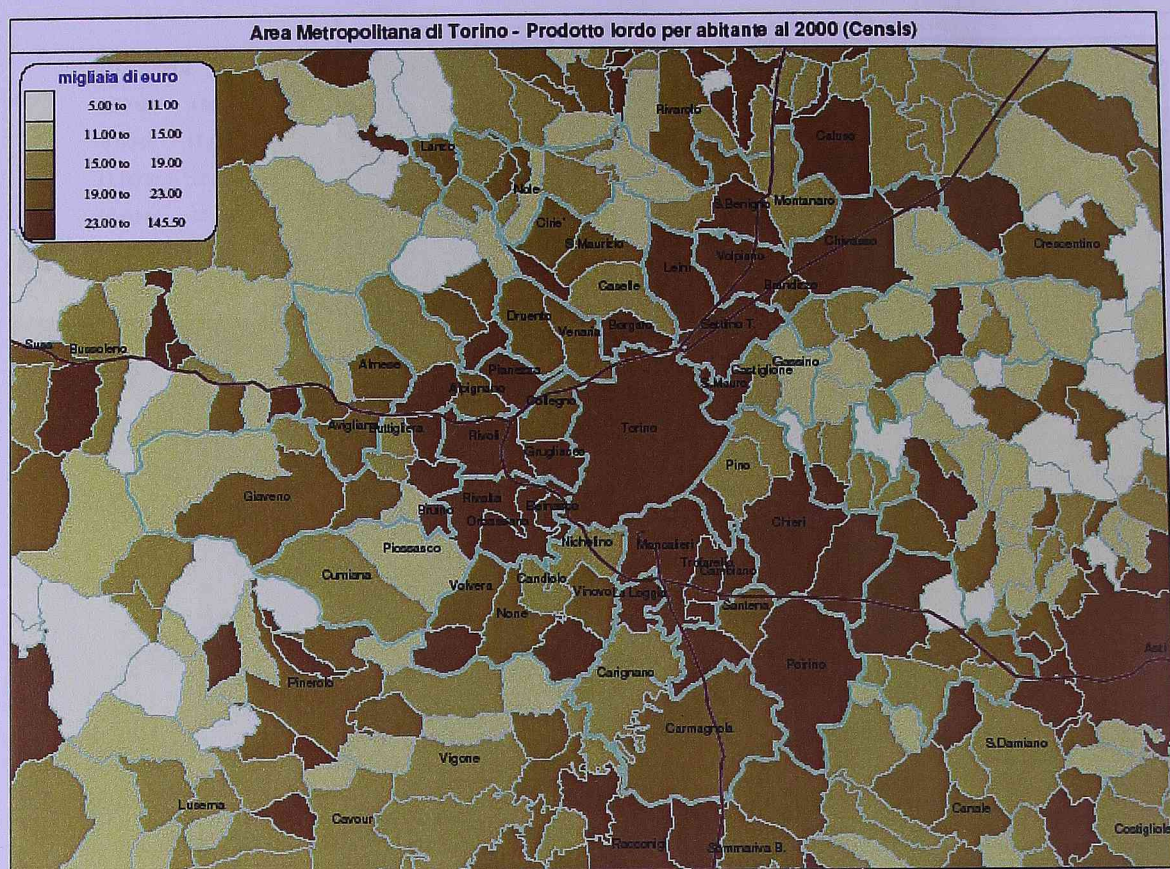 Area Metropolitana di Torino - Prodotto lordo per abitante al 2000 (Censis)
migliaia di euro
5.00 to 11.00
11.00 to 15.00
15.00 to 19.00
19.00 to 23.00
23.00 to 145.50
Rivarolo
Caluso
Lanzo
Nole
S.Benigno
Montanaro
Cirie'
S.Maurizio
Chivasso
Crescentino
Volpiano
Leini
Caselle
Brandizzo
Druento
Venaria
Borgaro
Settimo T.
Susa
Bussoleno
Almese
Pianezza
Gassino
Castiglione
S.Mauro
Alpignano
Collegno
Avigliana
Buttigliera
Rivoli
Torino
Grugliasco
Pino
Giaveno
Rivalta
Bruino
Beinasco
Orbassano
Chieri
Piossasco
Nichelino
Moncalieri
Trofarello
Cambiano
Cumiana
Volvera
Candiolo
Vinovo
La Loggia
None
Santena
Asti
Poirino
Carignano
Pinerolo
Carmagnola
Vigone
S.Damiano
Luserna
Cavour
Canale
Costigliole
Racconigi
Sommariva B.